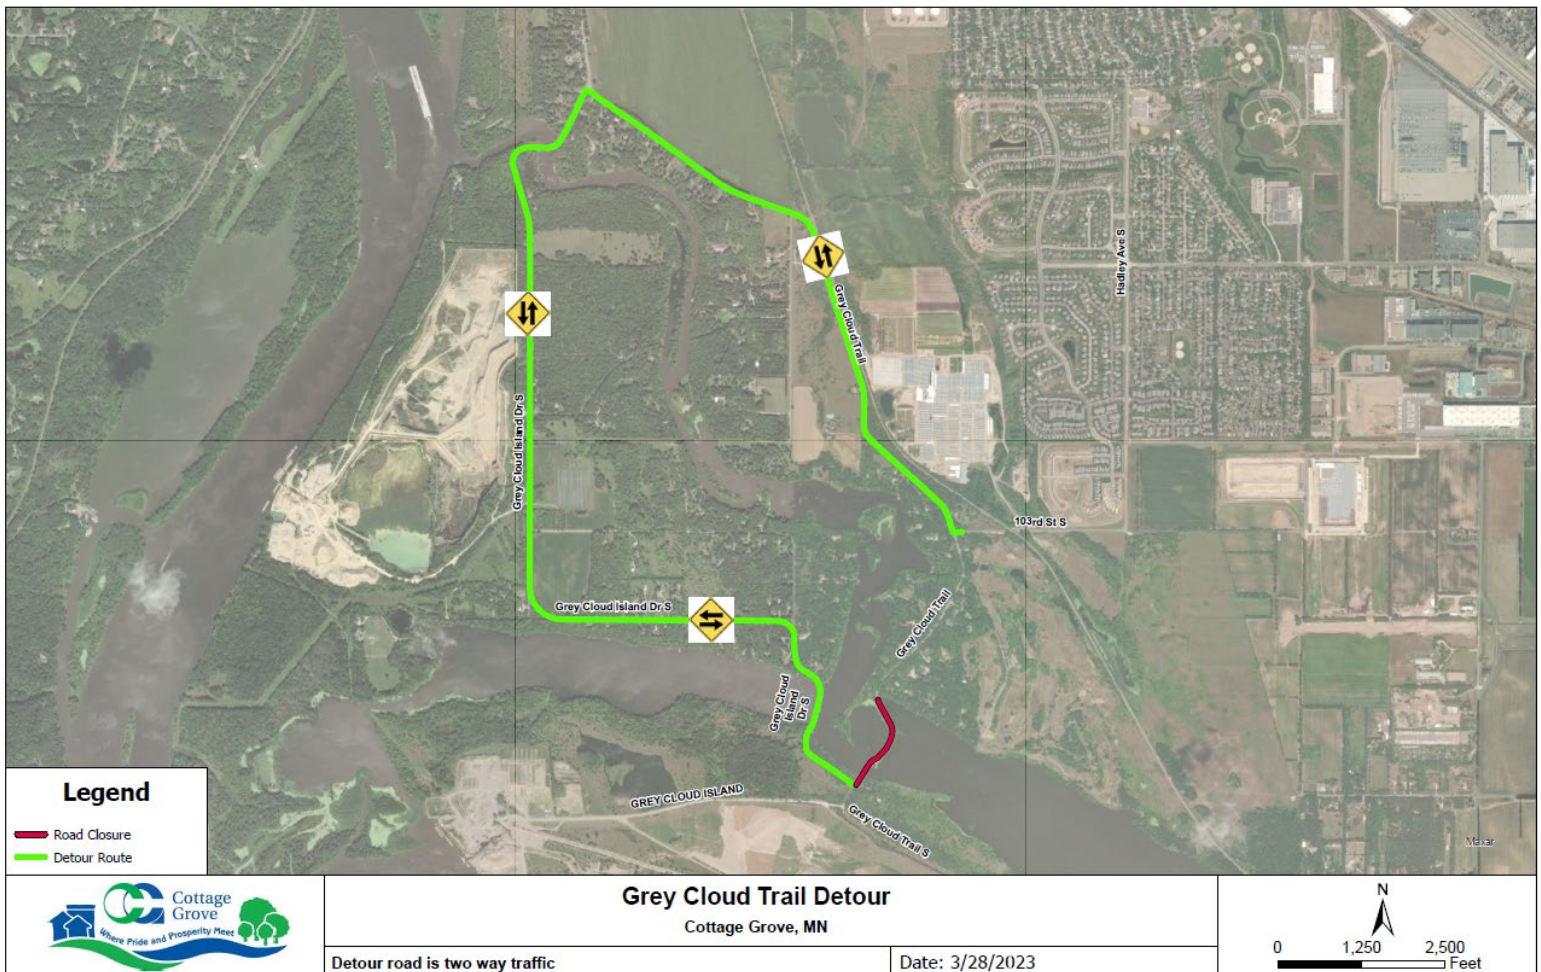 Hadley Ave S
Grey Cloud Trail
Grey Cloud Island Dr S
103rd St S
Grey Cloud Island Dr S
Grey Cloud Trail
Grey Cloud
Island
Dr S
GREY CLOUD ISLAND
Grey Cloud Trail S
Maxar
Legend
Road Closure
Detour Route
Cottage
Grove
Where Pride and Prosperity Meet
Grey Cloud Trail Detour
Cottage Grove, MN
Detour road is two way traffic
Date: 3/28/2023
N
0 1,250 2,500
Feet